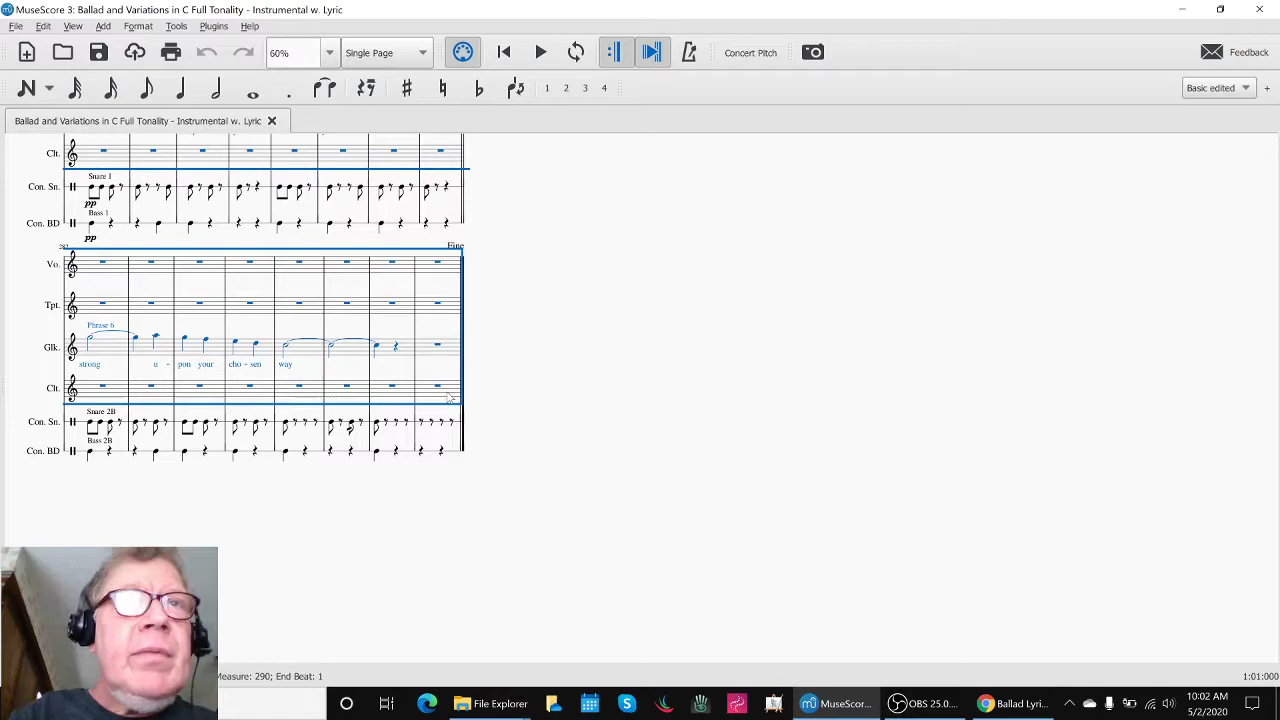 MuseScore 3: Ballad and Variations in C Full Tonality - Instrumental w. Lyric
File Edit View Add Format Tools Plugins Help
60% Single Page Concert Pitch Feedback
1 2 3 4 Basic edited +
Ballad and Variations in C Full Tonality - Instrumental w. Lyric
Clt.
Snare 1
Con. Sn.
pp
Bass 1
Con. BD
pp
Fine
Vo.
Tpt.
Phrase 6
Glk.
strong u - pon your cho - sen way
Clt.
Snare 2B
Con. Sn.
Bass 2B
Con. BD
Measure: 290; End Beat: 1 1:01:000
File Explorer MuseScor... OBS 25.0.... Ballad Lyri... 10:02 AM
5/2/2020